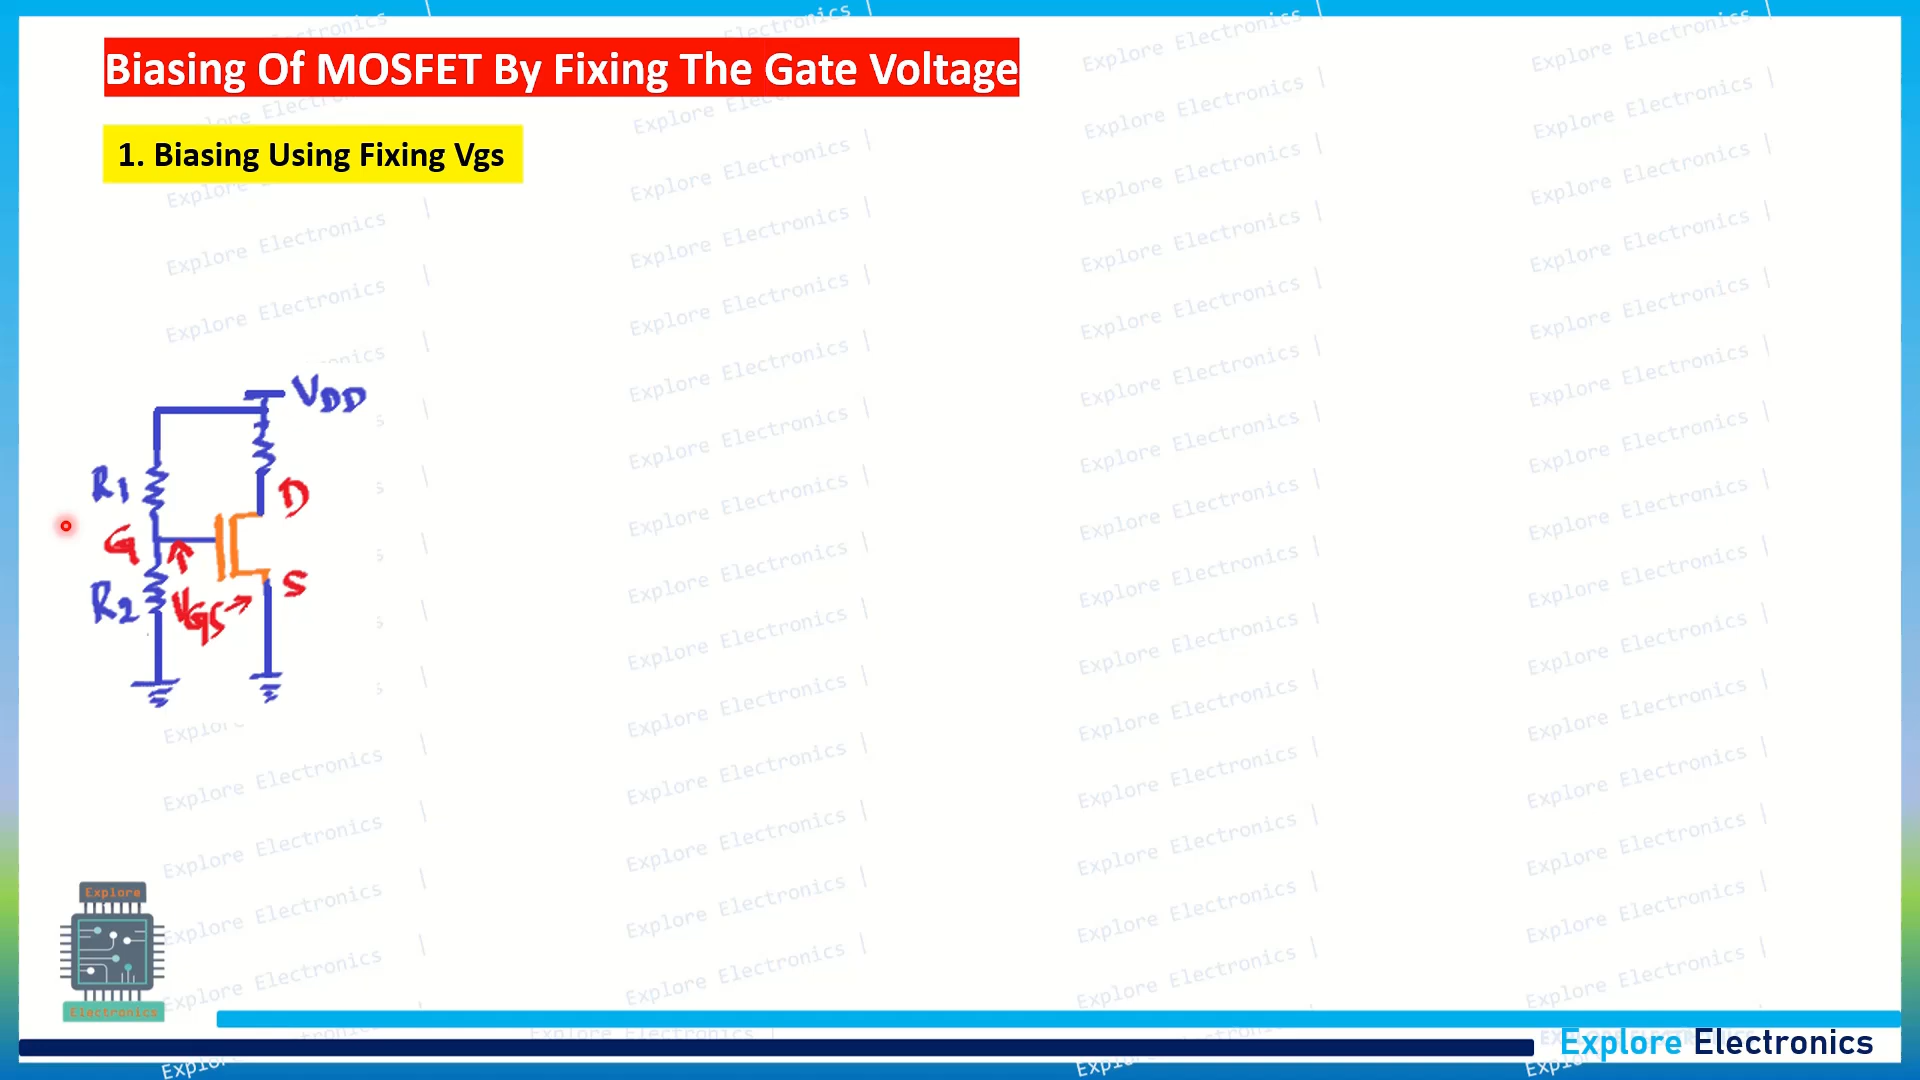 Biasing Of MOSFET By Fixing The Gate Voltage
1. Biasing Using Fixing Vgs
VDD
R1
D
G
S
R2
VGS
Explore
Electronics
Explore Electronics